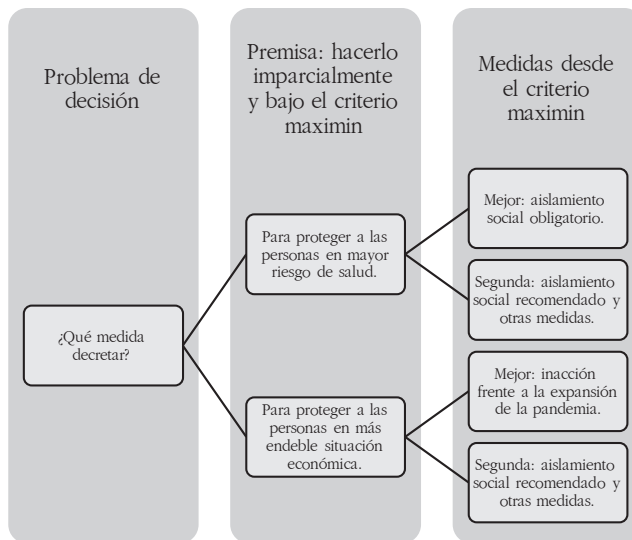 Problema de
decisión
Premisa: hacerlo
imparcialmente
y bajo el criterio
maximin
Medidas desde
el criterio
maximin
¿Qué medida
decretar?
Para proteger a las
personas en mayor
riesgo de salud.
Para proteger a las
personas en más
endeble situación
económica.
Mejor: aislamiento
social obligatorio.
Segunda: aislamiento
social recomendado y
otras medidas.
Mejor: inacción
frente a la expansión
de la pandemia.
Segunda: aislamiento
social recomendado y
otras medidas.